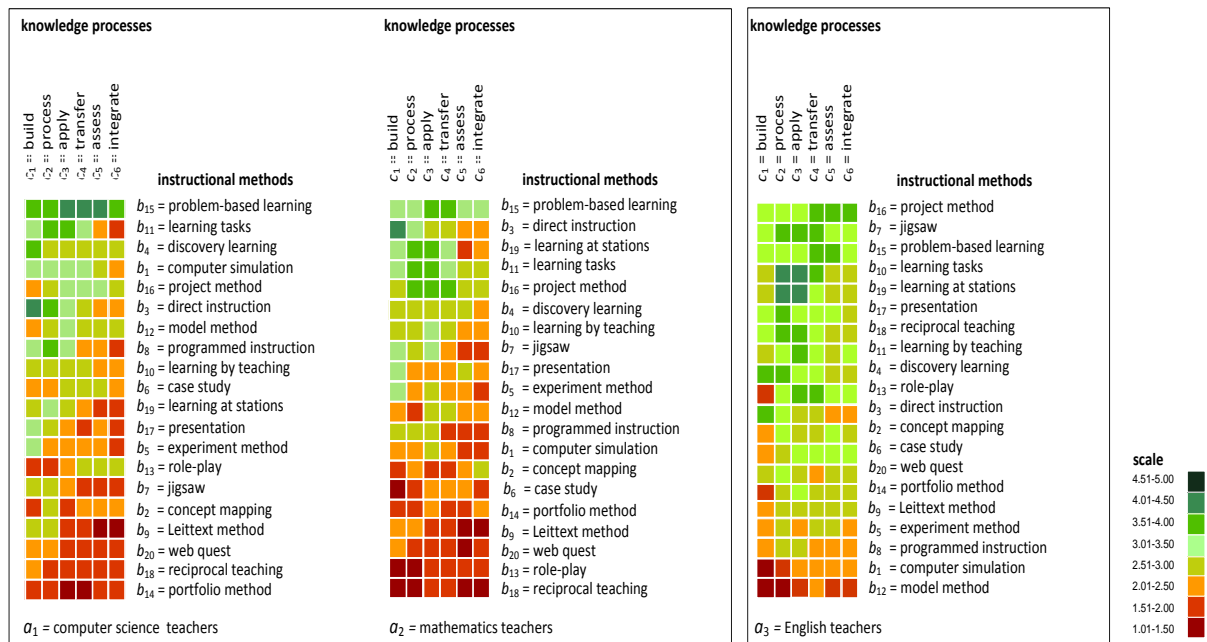 knowledge processes
c1 = build
c2 = process
c3 = apply
c4 = transfer
c5 = assess
c6 = integrate
instructional methods
b15 = problem-based learning
b11 = learning tasks
b4 = discovery learning
b1 = computer simulation
b16 = project method
b3 = direct instruction
b12 = model method
b8 = programmed instruction
b10 = learning by teaching
b6 = case study
b19 = learning at stations
b17 = presentation
b5 = experiment method
b13 = role-play
b7 = jigsaw
b2 = concept mapping
b9 = Leittext method
b20 = web quest
b18 = reciprocal teaching
b14 = portfolio method
a1 = computer science teachers
knowledge processes
c1 = build
c2 = process
c3 = apply
c4 = transfer
c5 = assess
c6 = integrate
instructional methods
b15 = problem-based learning
b3 = direct instruction
b19 = learning at stations
b11 = learning tasks
b16 = project method
b4 = discovery learning
b10 = learning by teaching
b7 = jigsaw
b17 = presentation
b5 = experiment method
b12 = model method
b8 = programmed instruction
b1 = computer simulation
b2 = concept mapping
b6 = case study
b14 = portfolio method
b9 = Leittext method
b20 = web quest
b13 = role-play
b18 = reciprocal teaching
a2 = mathematics teachers
knowledge processes
c1 = build
c2 = process
c3 = apply
c4 = transfer
c5 = assess
c6 = integrate
instructional methods
b16 = project method
b7 = jigsaw
b15 = problem-based learning
b10 = learning tasks
b19 = learning at stations
b17 = presentation
b18 = reciprocal teaching
b11 = learning by teaching
b4 = discovery learning
b13 = role-play
b3 = direct instruction
b2 = concept mapping
b6 = case study
b20 = web quest
b14 = portfolio method
b9 = Leittext method
b5 = experiment method
b8 = programmed instruction
b1 = computer simulation
b12 = model method
a3 = English teachers
scale
4.51-5.00
4.01-4.50
3.51-4.00
3.01-3.50
2.51-3.00
2.01-2.50
1.51-2.00
1.01-1.50